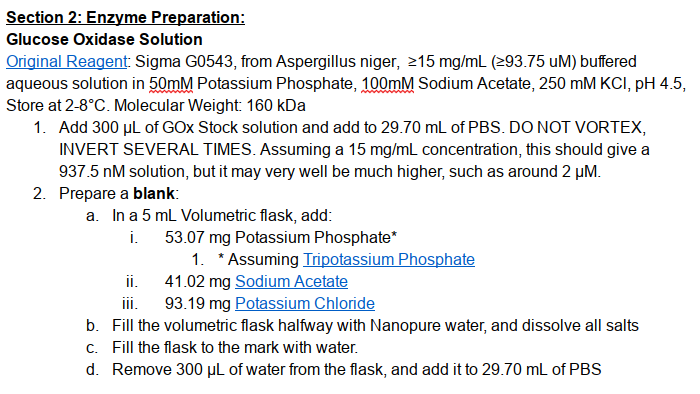 Section 2: Enzyme Preparation:
Glucose Oxidase Solution
Original Reagent: Sigma G0543, from Aspergillus niger, ≥15 mg/mL (≥93.75 uM) buffered
aqueous solution in 50mM Potassium Phosphate, 100mM Sodium Acetate, 250 mM KCl, pH 4.5,
Store at 2-8°C. Molecular Weight: 160 kDa
1. Add 300 µL of GOx Stock solution and add to 29.70 mL of PBS. DO NOT VORTEX,
INVERT SEVERAL TIMES. Assuming a 15 mg/mL concentration, this should give a
937.5 nM solution, but it may very well be much higher, such as around 2 µM.
2. Prepare a blank:
a. In a 5 mL Volumetric flask, add:
i. 53.07 mg Potassium Phosphate*
1. * Assuming Tripotassium Phosphate
ii. 41.02 mg Sodium Acetate
iii. 93.19 mg Potassium Chloride
b. Fill the volumetric flask halfway with Nanopure water, and dissolve all salts
c. Fill the flask to the mark with water.
d. Remove 300 µL of water from the flask, and add it to 29.70 mL of PBS